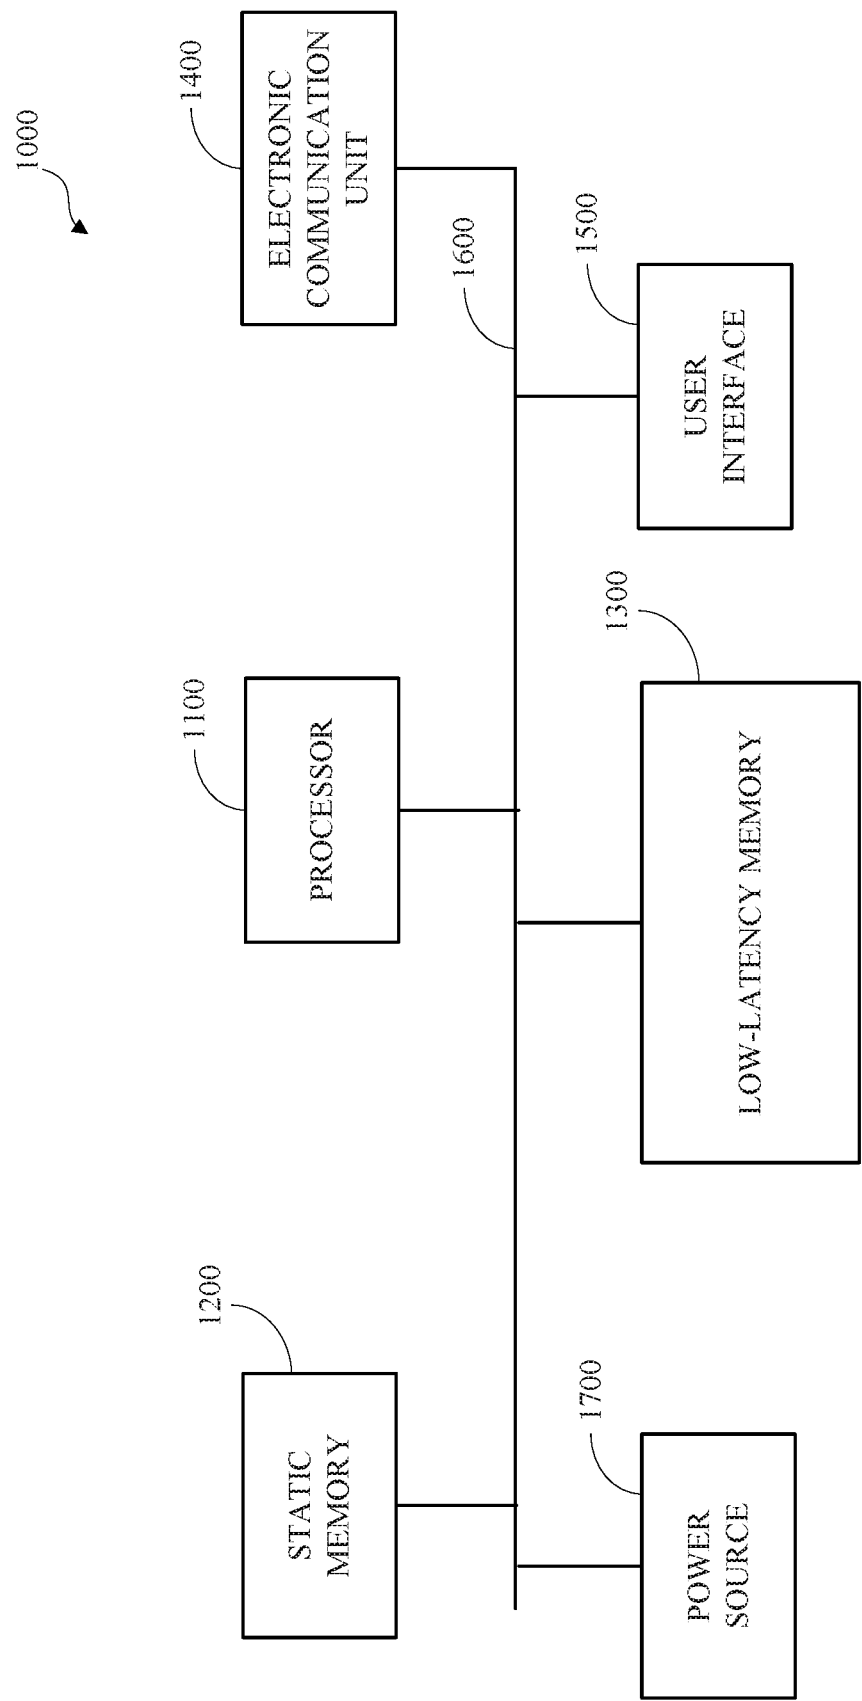 1000
STATIC
MEMORY
1200
PROCESSOR
1100
ELECTRONIC
COMMUNICATION
UNIT
1400
1600
POWER
SOURCE
1700
LOW-LATENCY MEMORY
1300
USER
INTERFACE
1500